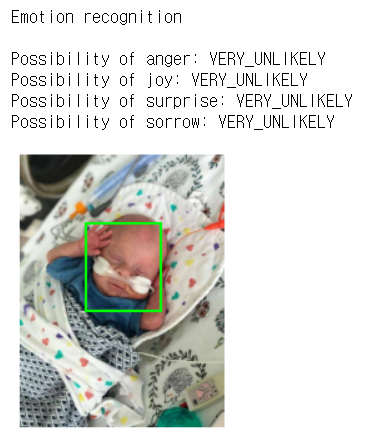 Emotion recognition
Possibility of anger: VERY_UNLIKELY
Possibility of joy: VERY_UNLIKELY
Possibility of surprise: VERY_UNLIKELY
Possibility of sorrow: VERY_UNLIKELY